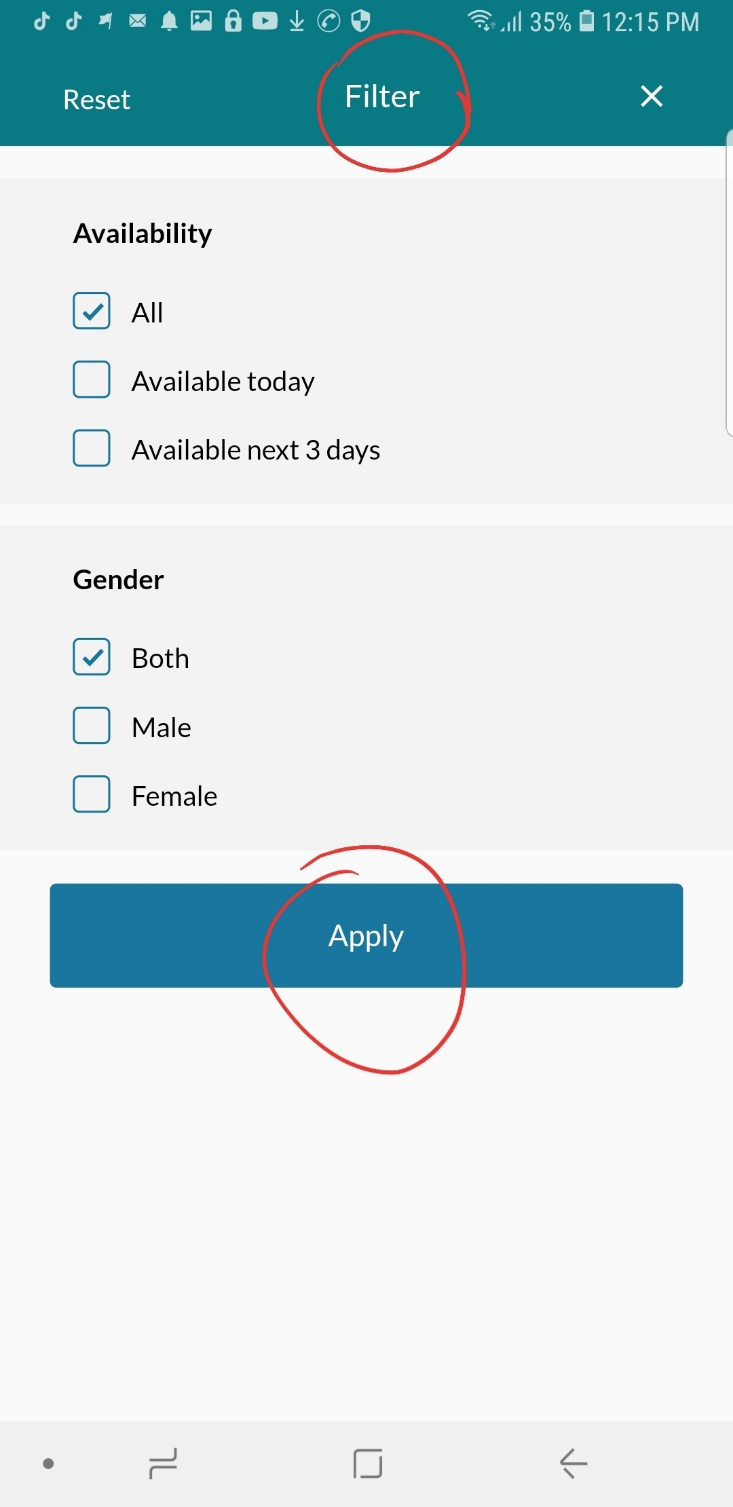 35% 12:15 PM
Reset Filter
Availability
All
Available today
Available next 3 days
Gender
Both
Male
Female
Apply